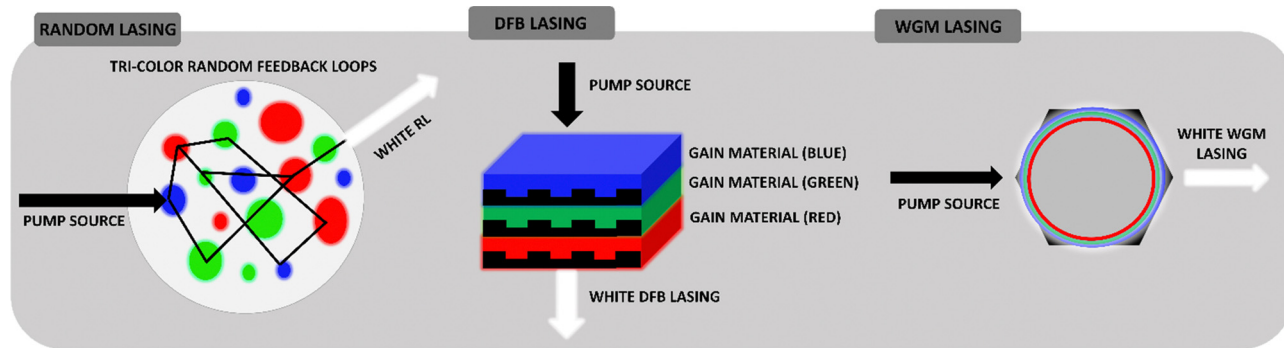 RANDOM LASING
TRI-COLOR RANDOM FEEDBACK LOOPS
WHITE RL
PUMP SOURCE
DFB LASING
PUMP SOURCE
GAIN MATERIAL (BLUE)
GAIN MATERIAL (GREEN)
GAIN MATERIAL (RED)
WHITE DFB LASING
WGM LASING
PUMP SOURCE
WHITE WGM
LASING